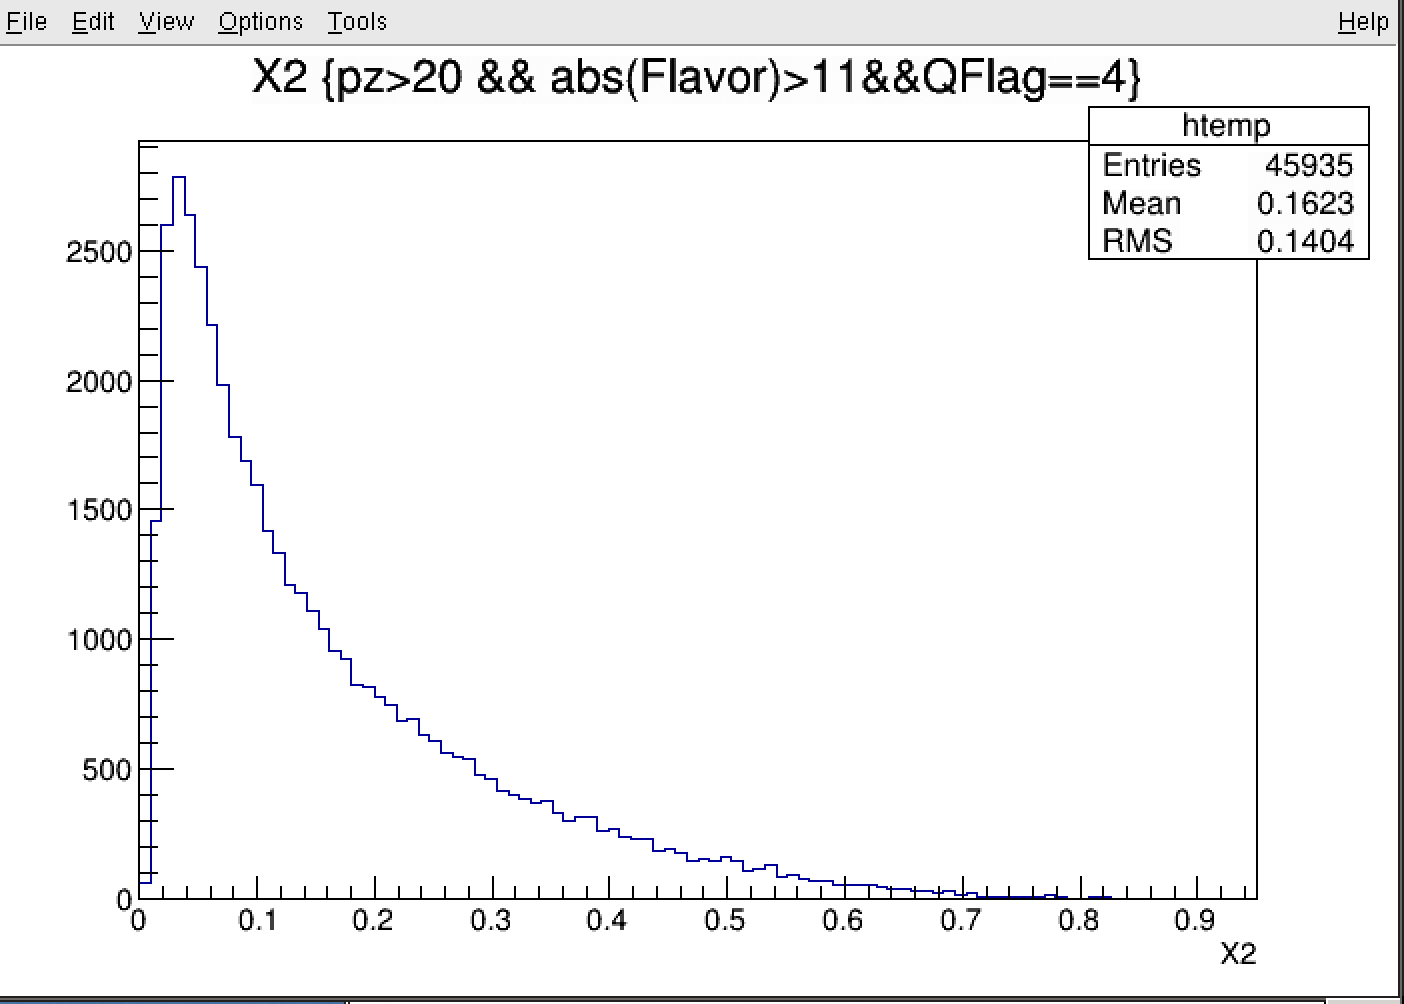 File Edit View Options Tools Help
X2 {pz>20 && abs(Flavor)>11&&QFlag==4}
htemp
Entries 45935
Mean 0.1623
RMS 0.1404
2500
2000
1500
1000
500
0
0 0.1 0.2 0.3 0.4 0.5 0.6 0.7 0.8 0.9
X2